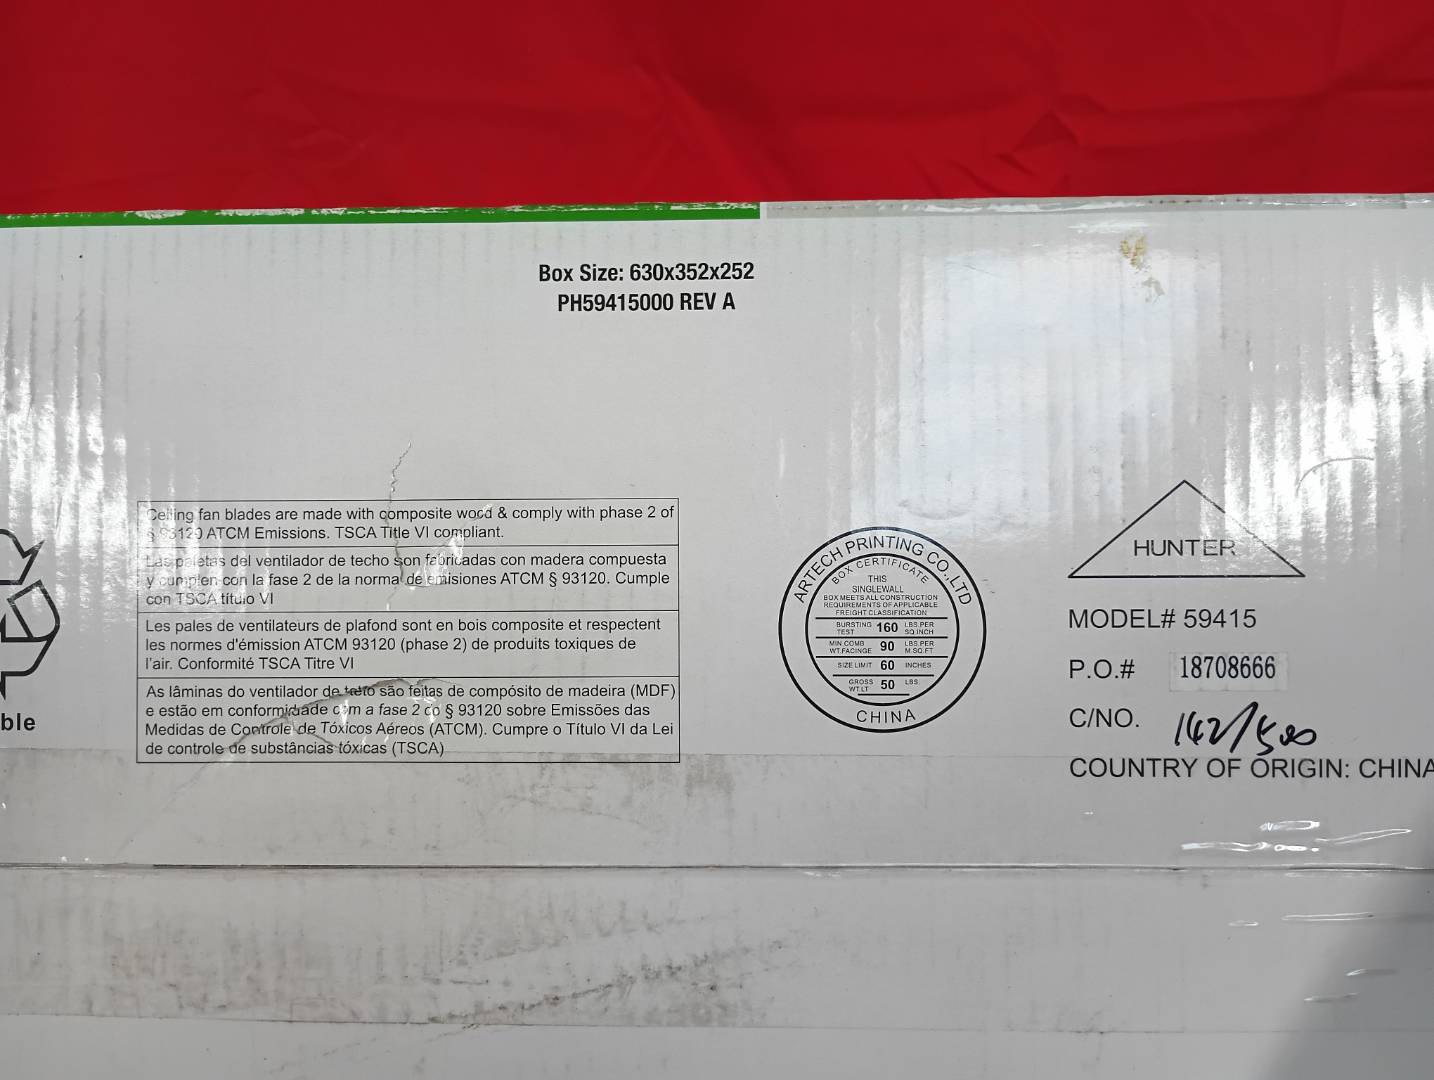 Box Size: 630x352x252
PH59415000 REV A
Ceiling fan blades are made with composite wood & comply with phase 2 of
§ 93120 ATCM Emissions. TSCA Title VI compliant.
Las paletas del ventilador de techo son fabricadas con madera compuesta
y cumplen con la fase 2 de la norma de emisiones ATCM § 93120. Cumple
con TSCA título VI
Les pales de ventilateurs de plafond sont en bois composite et respectent
les normes d'émission ATCM 93120 (phase 2) de produits toxiques de
l'air. Conformité TSCA Titre VI
As lâminas do ventilador de tetto são feitas de compósito de madeira (MDF)
e estão em conformidade com a fase 2 do § 93120 sobre Emissões das
Medidas de Controle de Tóxicos Aéreos (ATCM). Cumpre o Título VI da Lei
de controle de substâncias tóxicas (TSCA)
ble
ARTECH PRINTING CO.,LTD
BOX CERTIFICATE
THIS
SINGLEWALL
BOX MEETS ALL CONSTRUCTION
REQUIREMENTS OF APPLICABLE
FREIGHT CLASSIFICATION
BURSTING TEST 160 LBS.PER SQ.INCH
MIN COMB WT.FACINGE 90 LBS.PER M.SQ.FT
SIZE LIMIT 60 INCHES
GROSS WT LT 50 LBS.
CHINA
HUNTER
MODEL# 59415
P.O.# 18708666
C/NO. 142/500
COUNTRY OF ORIGIN: CHINA